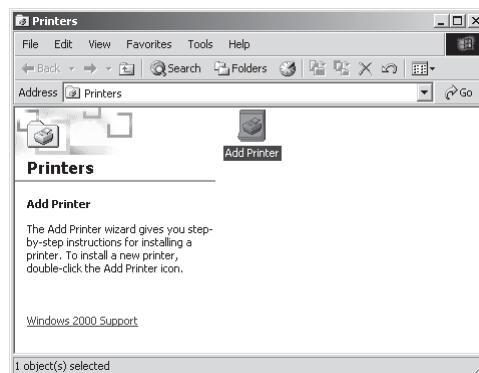 Printers
File Edit View Favorites Tools Help
Back Search Folders
Address Printers Go
Add Printer
Printers
Add Printer
The Add Printer wizard gives you step-
by-step instructions for installing a
printer. To install a new printer,
double-click the Add Printer icon.
Windows 2000 Support
1 object(s) selected